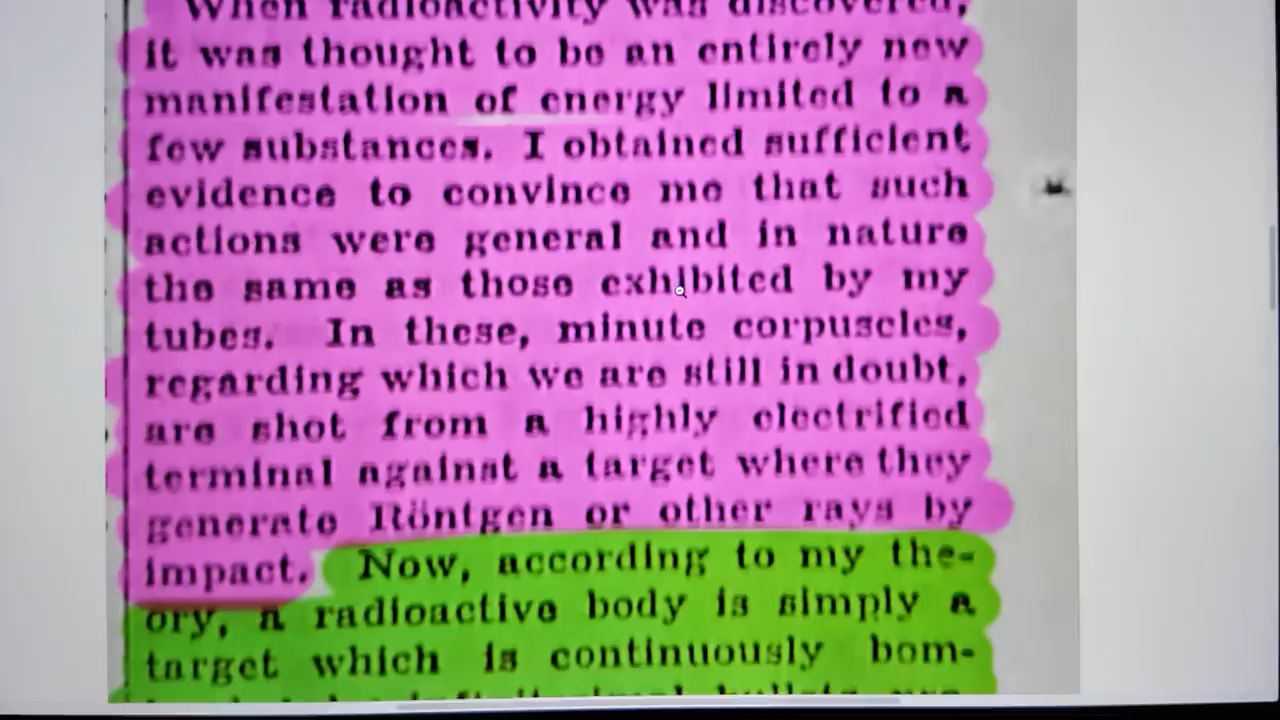 When radioactivity was discovered,
it was thought to be an entirely new
manifestation of energy limited to a
few substances. I obtained sufficient
evidence to convince me that such
actions were general and in nature
the same as those exhibited by my
tubes. In these, minute corpuscles,
regarding which we are still in doubt,
are shot from a highly electrified
terminal against a target where they
generate Röntgen or other rays by
impact. Now, according to my the-
ory, a radioactive body is simply a
target which is continuously bom-